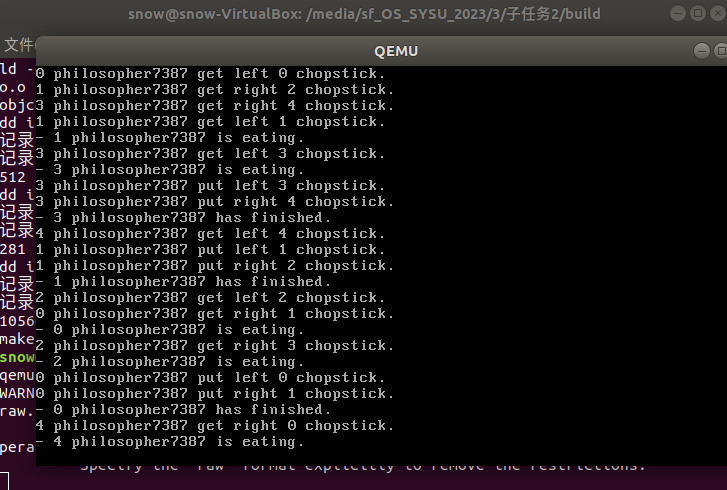 snow@snow-VirtualBox: /media/sf_OS_SYSU_2023/3/子任务2/build
文件(
QEMU
ld -
o.o
objc
dd i
记录
记录
512
dd i
记录
记录
281
dd i
记录
记录
1056
make
snow
qemu
WARN
raw.
pera
0 philosopher7387 get left 0 chopstick.
1 philosopher7387 get right 2 chopstick.
3 philosopher7387 get right 4 chopstick.
1 philosopher7387 get left 1 chopstick.
- 1 philosopher7387 is eating.
3 philosopher7387 get left 3 chopstick.
- 3 philosopher7387 is eating.
3 philosopher7387 put left 3 chopstick.
3 philosopher7387 put right 4 chopstick.
- 3 philosopher7387 has finished.
4 philosopher7387 get left 4 chopstick.
1 philosopher7387 put left 1 chopstick.
1 philosopher7387 put right 2 chopstick.
- 1 philosopher7387 has finished.
2 philosopher7387 get left 2 chopstick.
0 philosopher7387 get right 1 chopstick.
- 0 philosopher7387 is eating.
2 philosopher7387 get right 3 chopstick.
- 2 philosopher7387 is eating.
0 philosopher7387 put left 0 chopstick.
0 philosopher7387 put right 1 chopstick.
- 0 philosopher7387 has finished.
4 philosopher7387 get right 0 chopstick.
- 4 philosopher7387 is eating.
Specify the 'raw' format explicitly to remove the restrictions.